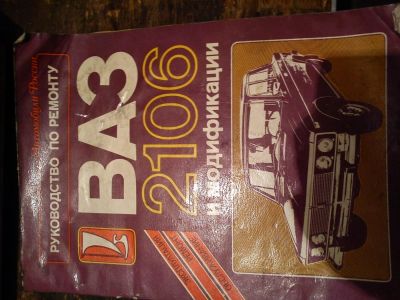 Автомобили России
РУКОВОДСТВО ПО РЕМОНТУ
ВАЗ
2106
и модификации